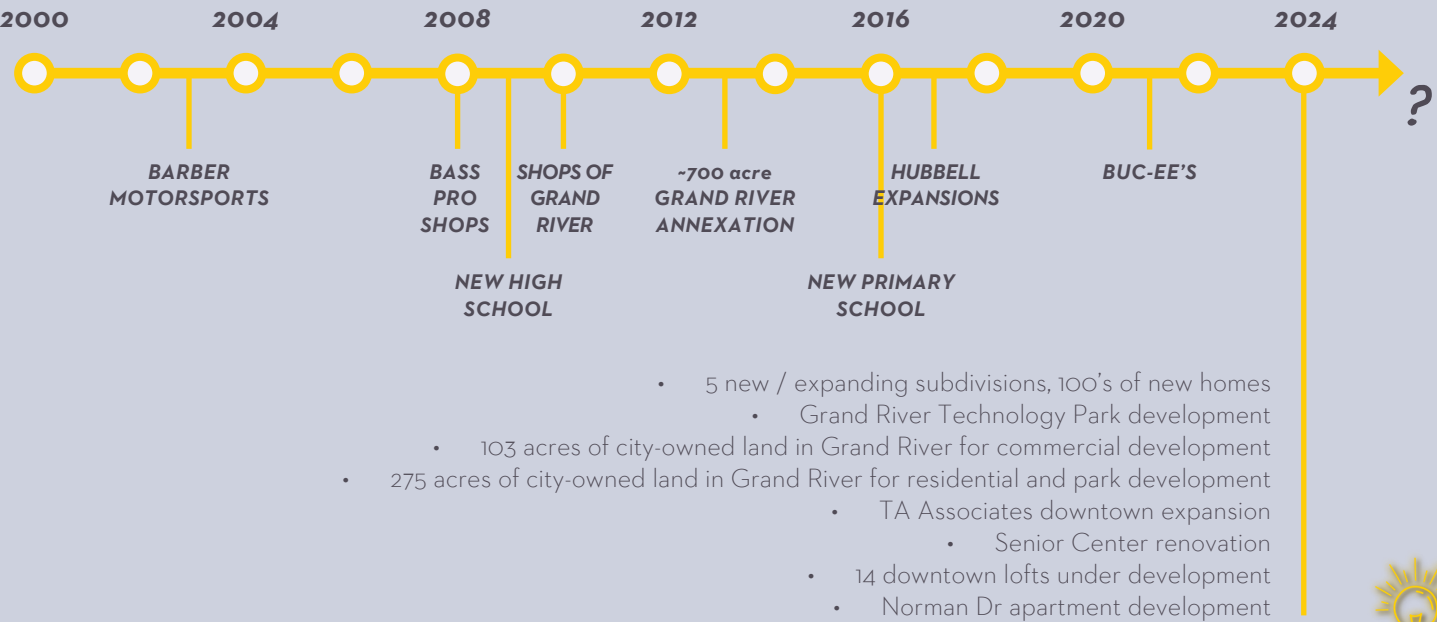 2000 2004 2008 2012 2016 2020 2024
?
BARBER
MOTORSPORTS
BASS
PRO
SHOPS
SHOPS OF
GRAND
RIVER
~700 acre
GRAND RIVER
ANNEXATION
HUBBELL
EXPANSIONS
BUC-EE'S
NEW HIGH
SCHOOL
NEW PRIMARY
SCHOOL
• 5 new / expanding subdivisions, 100's of new homes
• Grand River Technology Park development
• 103 acres of city-owned land in Grand River for commercial development
• 275 acres of city-owned land in Grand River for residential and park development
• TA Associates downtown expansion
• Senior Center renovation
• 14 downtown lofts under development
• Norman Dr apartment development